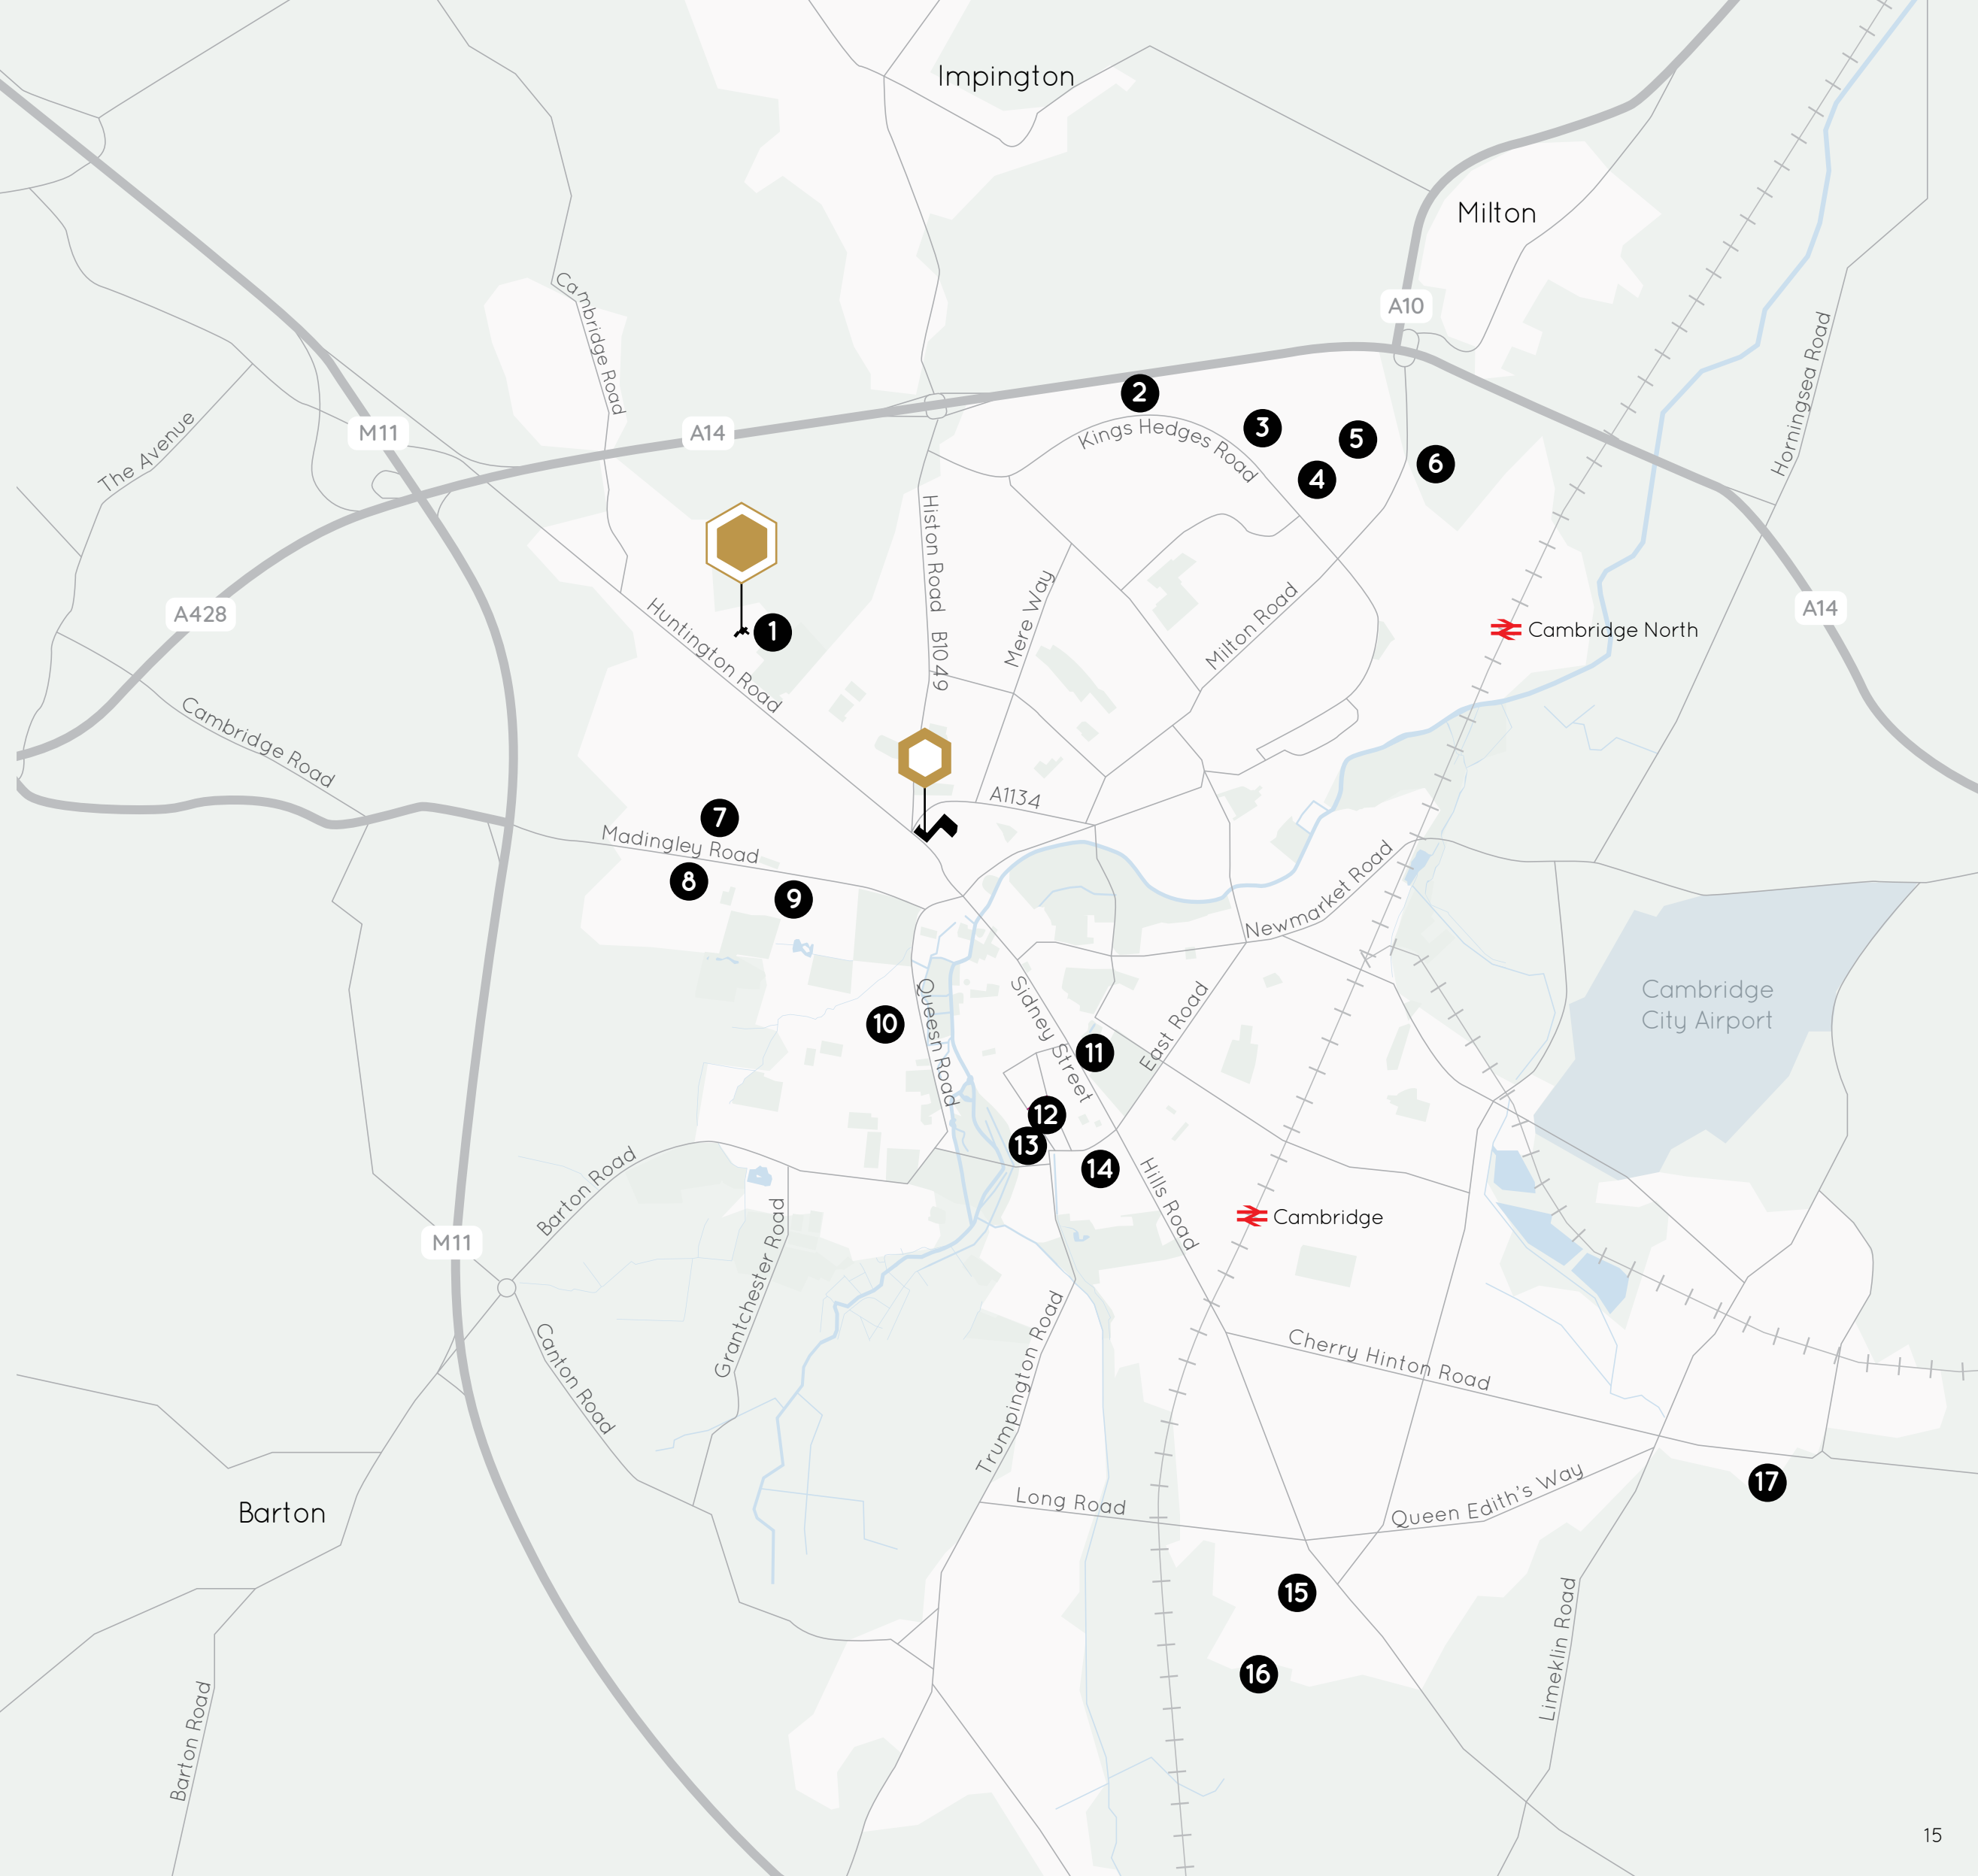 Impington
Milton
Cambridge Road
A10
Horningsea Road
2
The Avenue
M11
A14
Kings Hedges Road
3
5
4
6
Histon Road B1049
A428
Huntington Road
1
Mere Way
Milton Road
Cambridge North
A14
Cambridge Road
A1134
7
Madingley Road
8
9
Newmarket Road
Queesn Road
Sidney Street
East Road
Cambridge
City Airport
10
11
12
13
14
Barton Road
Hills Road
Cambridge
M11
Grantchester Road
Canton Road
Trumpington Road
Cherry Hinton Road
Barton
Long Road
Queen Edith's Way
17
15
Limeklin Road
16
Barton Road
15